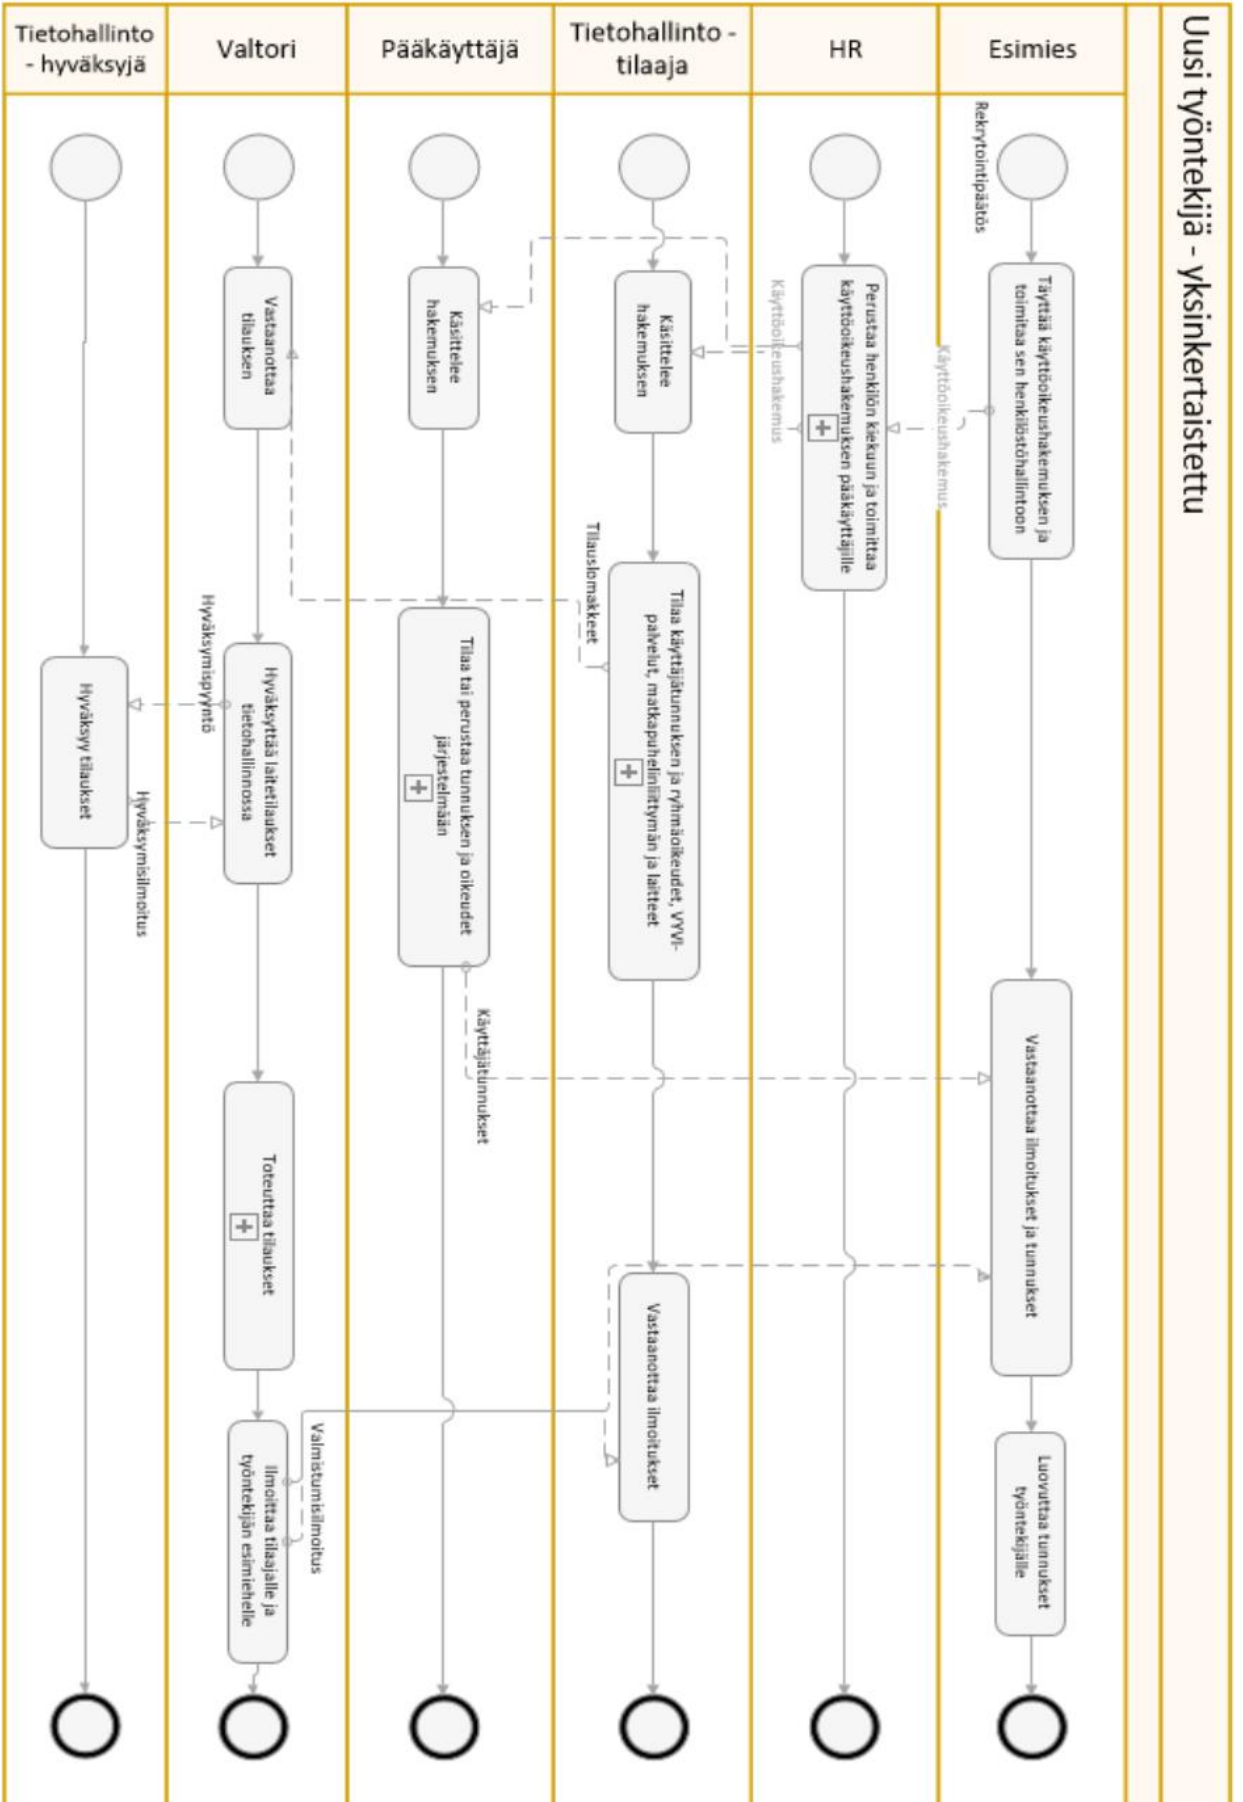 Uusi työntekijä - yksinkertaistettu
Esimies
Rekrytointipäätös
Täyttää käyttöoikeushakemuksen ja
toimitaa sen henkilöstöhallintoon
Vastaanottaa ilmoitukset ja tunnukset
Luovuttaa tunnukset
työntekijälle
Käyttöoikeushakemus
HR
Perustaa henkilön kiekuun ja toimittaa
käyttöoikeushakemuksen pääkäyttäjille
Käyttöoikeushakemus
Tietohallinto -
tilaaja
Käsittelee
hakemuksen
Tilaa käyttäjätunnuksen ja ryhmäoikeudet, VYVI-
palvelut, matkapuhelinliittymän ja laitteet
Vastaanottaa ilmoitukset
Tilauslomakkeet
Pääkäyttäjä
Käsittelee
hakemuksen
Tilaa tai perustaa tunnuksen ja oikeudet
järjestelmään
Käyttäjätunnukset
Valtori
Vastaanottaa
tilauksen
Hyväksyttää laitetilaukset
tietohallinnossa
Toteuttaa tilaukset
Ilmoittaa tilaajalle ja
työntekijän esimiehelle
Valmistumisilmoitus
Hyväksymispyyntö
Tietohallinto
- hyväksyjä
Hyväksyy tilaukset
Hyväksymisilmoitus